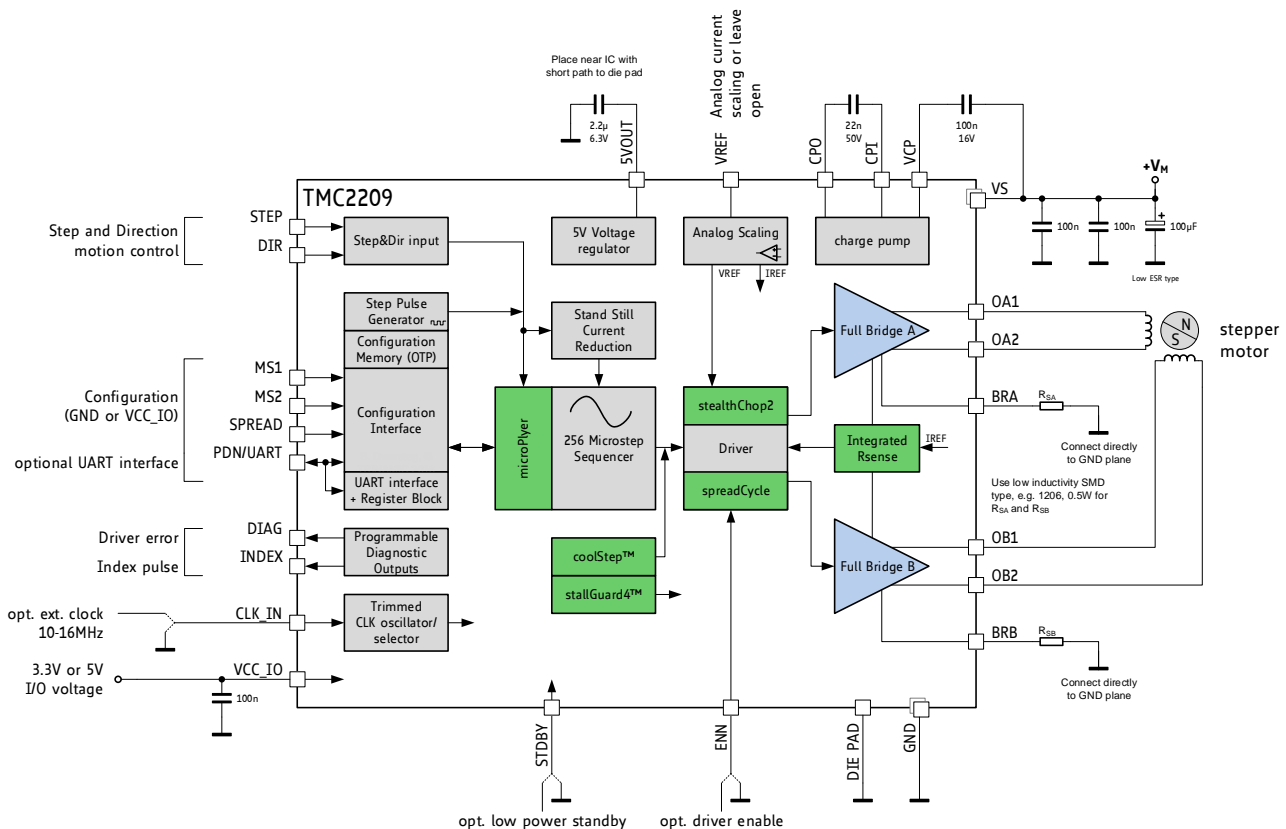 Place near IC with
short path to die pad
2.2µ
6.3V
5VOUT
Analog current
scaling or leave
open
VREF
22n
50V
CPO
CPI
VCP
100n
16V
+VM
VS
100n
100n
+
100µF
Low ESR type
TMC2209
Step and Direction
motion control
STEP
DIR
Step&Dir input
5V Voltage
regulator
Analog Scaling
VREF
IREF
charge pump
Step Pulse
Generator
Configuration
Memory (OTP)
Stand Still
Current
Reduction
Full Bridge A
OA1
OA2
N
S
stepper
motor
Configuration
(GND or VCC_IO)
optional UART interface
MS1
MS2
SPREAD
PDN/UART
Configuration
Interface
UART interface
+ Register Block
microPlyer
256 Microstep
Sequencer
stealthChop2
Driver
spreadCycle
Integrated
Rsense
IREF
BRA
RSA
Connect directly
to GND plane
Use low inductivity SMD
type, e.g. 1206, 0.5W for
RSA and RSB
Driver error
Index pulse
DIAG
INDEX
Programmable
Diagnostic
Outputs
coolStep™
stallGuard4™
Full Bridge B
OB1
OB2
opt. ext. clock
10-16MHz
CLK_IN
Trimmed
CLK oscillator/
selector
BRB
RSB
Connect directly
to GND plane
3.3V or 5V
I/O voltage
VCC_IO
100n
STDBY
ENN
DIE PAD
GND
opt. low power standby
opt. driver enable